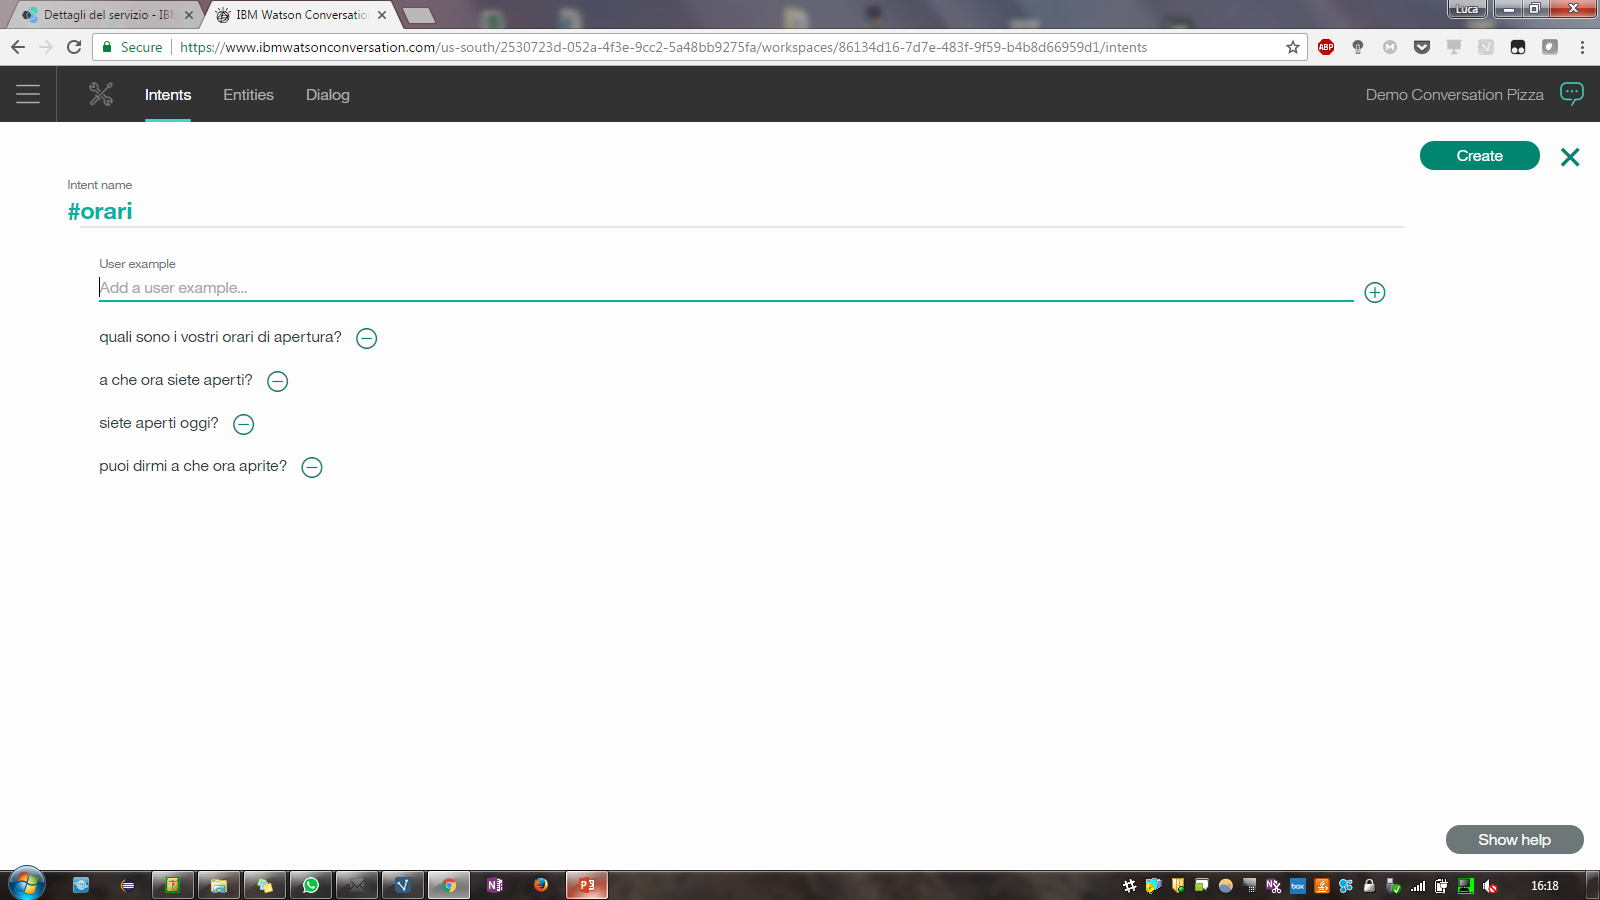 Dettagli del servizio - IBM
IBM Watson Conversatio
Luca
Secure
https://www.ibmwatsonconversation.com/us-south/2530723d-052a-4f3e-9cc2-5a48bb9275fa/workspaces/86134d16-7d7e-483f-9f59-b4b8d66959d1/intents
ABP
Intents
Entities
Dialog
Demo Conversation Pizza
Create
Intent name
#orari
User example
Add a user example...
quali sono i vostri orari di apertura?
a che ora siete aperti?
siete aperti oggi?
puoi dirmi a che ora aprite?
Show help
box
16:18